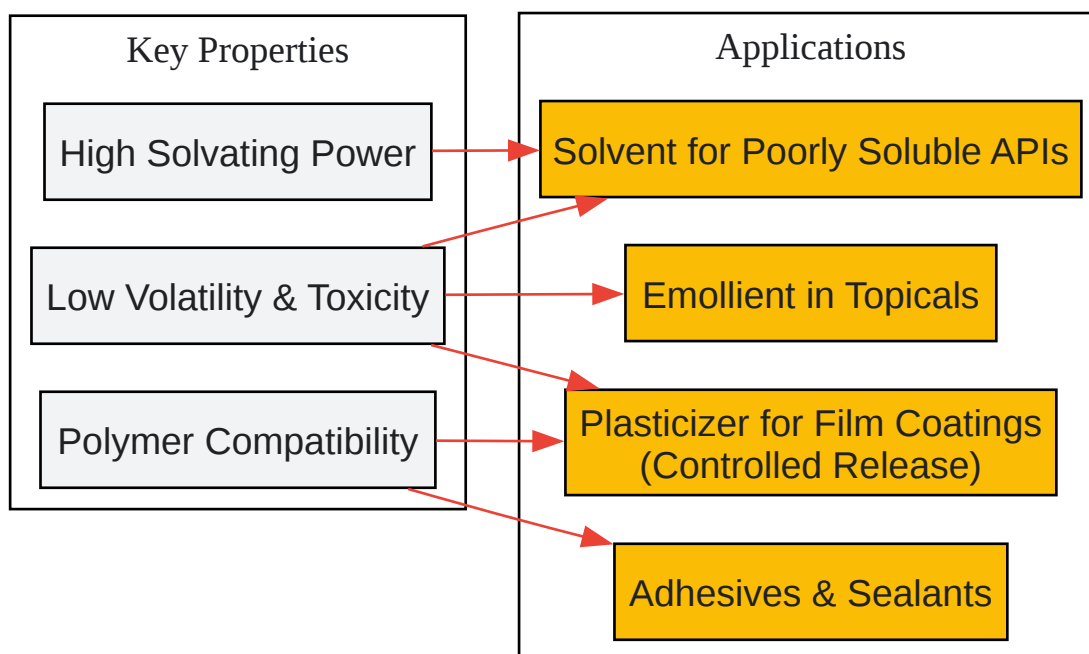 Key Properties
High Solvating Power
Low Volatility & Toxicity
Polymer Compatibility
Applications
Solvent for Poorly Soluble APIs
Emollient in Topicals
Plasticizer for Film Coatings
(Controlled Release)
Adhesives & Sealants